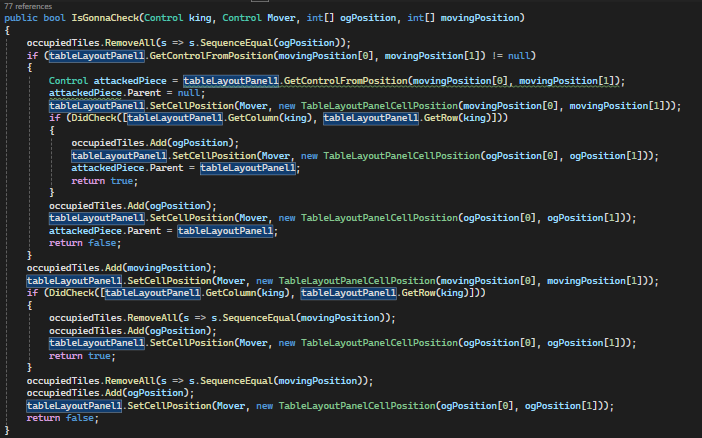 77 references
public bool IsGonnaCheck(Control king, Control Mover, int[] ogPosition, int[] movingPosition)
{
occupiedTiles.RemoveAll(s => s.SequenceEqual(ogPosition));
if (tableLayoutPanel1.GetControlFromPosition(movingPosition[0], movingPosition[1]) != null)
{
Control attackedPiece = tableLayoutPanel1.GetControlFromPosition(movingPosition[0], movingPosition[1]);
attackedPiece.Parent = null;
tableLayoutPanel1.SetCellPosition(Mover, new TableLayoutPanelCellPosition(movingPosition[0], movingPosition[1]));
if (DidCheck([tableLayoutPanel1.GetColumn(king), tableLayoutPanel1.GetRow(king)]))
{
occupiedTiles.Add(ogPosition);
tableLayoutPanel1.SetCellPosition(Mover, new TableLayoutPanelCellPosition(ogPosition[0], ogPosition[1]));
attackedPiece.Parent = tableLayoutPanel1;
return true;
}
occupiedTiles.Add(ogPosition);
tableLayoutPanel1.SetCellPosition(Mover, new TableLayoutPanelCellPosition(ogPosition[0], ogPosition[1]));
attackedPiece.Parent = tableLayoutPanel1;
return false;
}
occupiedTiles.Add(movingPosition);
tableLayoutPanel1.SetCellPosition(Mover, new TableLayoutPanelCellPosition(movingPosition[0], movingPosition[1]));
if (DidCheck([tableLayoutPanel1.GetColumn(king), tableLayoutPanel1.GetRow(king)]))
{
occupiedTiles.RemoveAll(s => s.SequenceEqual(movingPosition));
occupiedTiles.Add(ogPosition);
tableLayoutPanel1.SetCellPosition(Mover, new TableLayoutPanelCellPosition(ogPosition[0], ogPosition[1]));
return true;
}
occupiedTiles.RemoveAll(s => s.SequenceEqual(movingPosition));
occupiedTiles.Add(ogPosition);
tableLayoutPanel1.SetCellPosition(Mover, new TableLayoutPanelCellPosition(ogPosition[0], ogPosition[1]));
return false;
}